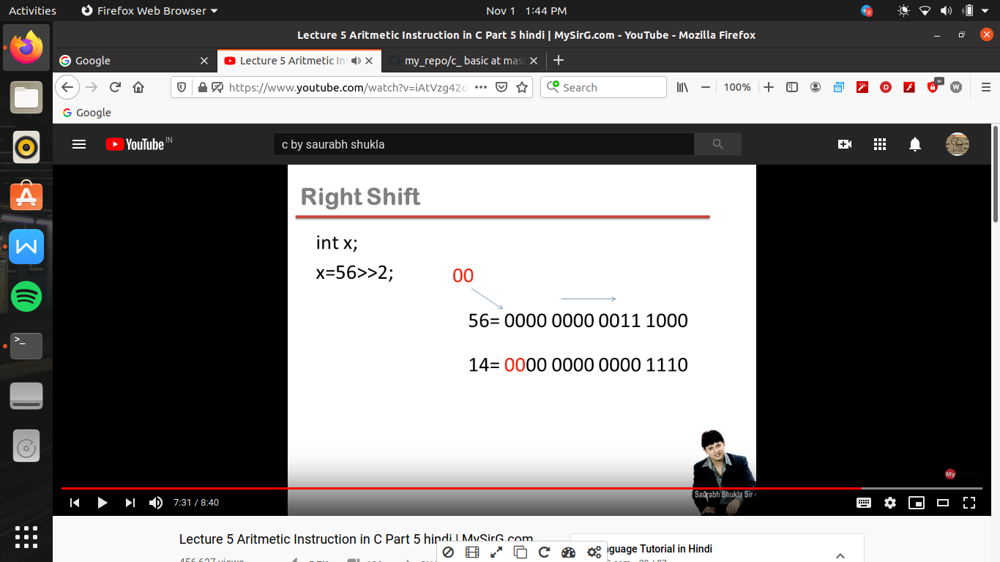 Activities Firefox Web Browser Nov 1 1:44 PM
Lecture 5 Aritmetic Instruction in C Part 5 hindi | MySirG.com - YouTube - Mozilla Firefox
Google Lecture 5 Aritmetic Ins my_repo/c_ basic at mast
https://www.youtube.com/watch?v=iAtVzg42o Search 100%
Google
YouTube IN c by saurabh shukla
Right Shift
int x;
x=56>>2;
00
56= 0000 0000 0011 1000
14= 0000 0000 0000 1110
My
Saurabh Shukla Sir
7:31 / 8:40
Lecture 5 Aritmetic Instruction in C Part 5 hindi | MySirG.com
nguage Tutorial in Hindi
456,627 views